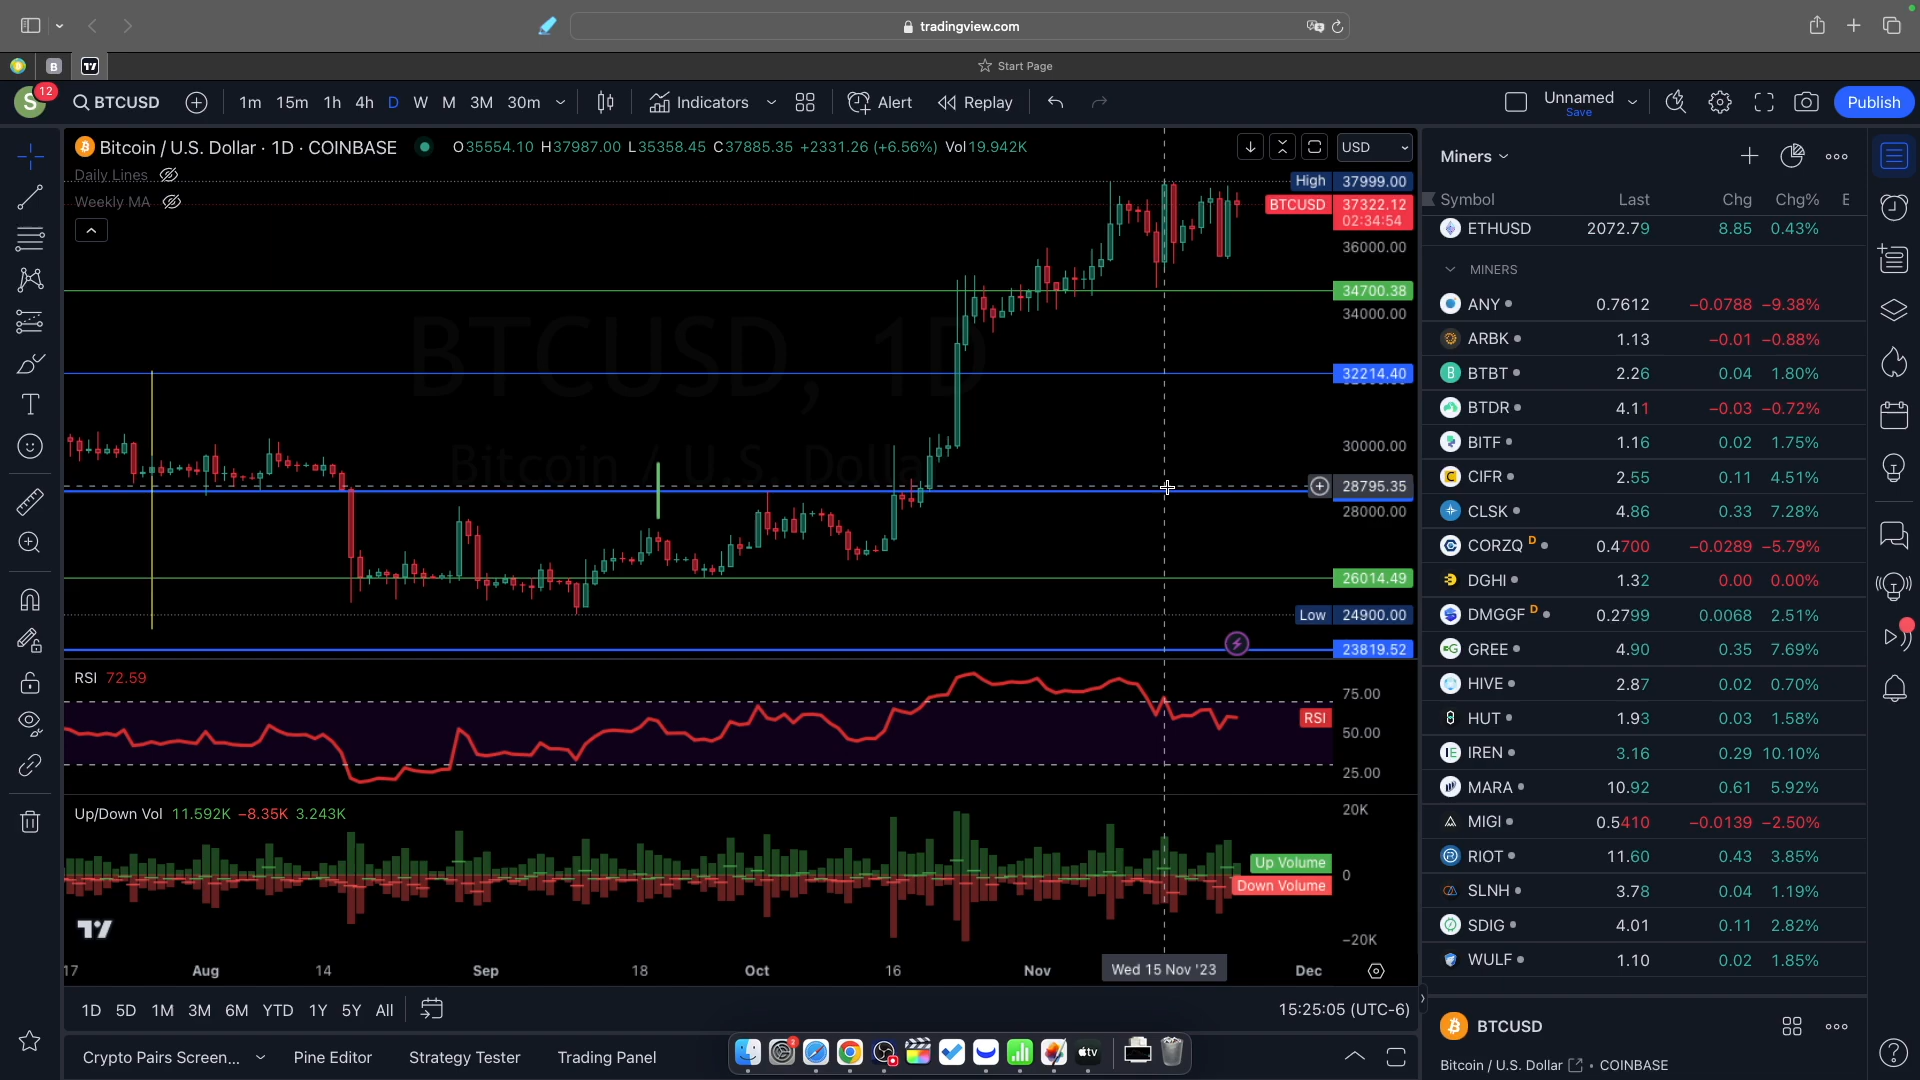 tradingview.com
B
Start Page
S 12 BTCUSD 1m 15m 1h 4h D W M 3M 30m Indicators Alert Replay Unnamed Save Publish
Bitcoin / U.S. Dollar · 1D · COINBASE O35554.10 H37987.00 L35358.45 C37885.35 +2331.26 (+6.56%) Vol19.942K USD
Daily Lines
Weekly MA
High 37999.00
BTCUSD 37322.12
02:34:54
36000.00
34700.38
34000.00
BTCUSD, 1D
32214.40
30000.00
Bitcoin / U.S. Dollar
28795.35
28000.00
26014.49
Low 24900.00
23819.52
RSI 72.59
75.00
RSI
50.00
25.00
Up/Down Vol 11.592K −8.35K 3.243K
20K
Up Volume
0
Down Volume
−20K
17 Aug 14 Sep 18 Oct 16 Nov Wed 15 Nov '23 Dec
1D 5D 1M 3M 6M YTD 1Y 5Y All 15:25:05 (UTC-6)
Crypto Pairs Screen... Pine Editor Strategy Tester Trading Panel
2
tv
Miners
Symbol Last Chg Chg% E
ETHUSD 2072.79 8.85 0.43%
MINERS
ANY 0.7612 −0.0788 −9.38%
ARBK 1.13 −0.01 −0.88%
BTBT 2.26 0.04 1.80%
BTDR 4.11 −0.03 −0.72%
BITF 1.16 0.02 1.75%
CIFR 2.55 0.11 4.51%
CLSK 4.86 0.33 7.28%
CORZQ D 0.4700 −0.0289 −5.79%
DGHI 1.32 0.00 0.00%
DMGGF D 0.2799 0.0068 2.51%
GREE 4.90 0.35 7.69%
HIVE 2.87 0.02 0.70%
HUT 1.93 0.03 1.58%
IREN 3.16 0.29 10.10%
MARA 10.92 0.61 5.92%
MIGI 0.5410 −0.0139 −2.50%
RIOT 11.60 0.43 3.85%
SLNH 3.78 0.04 1.19%
SDIG 4.01 0.11 2.82%
WULF 1.10 0.02 1.85%
BTCUSD
Bitcoin / U.S. Dollar • COINBASE